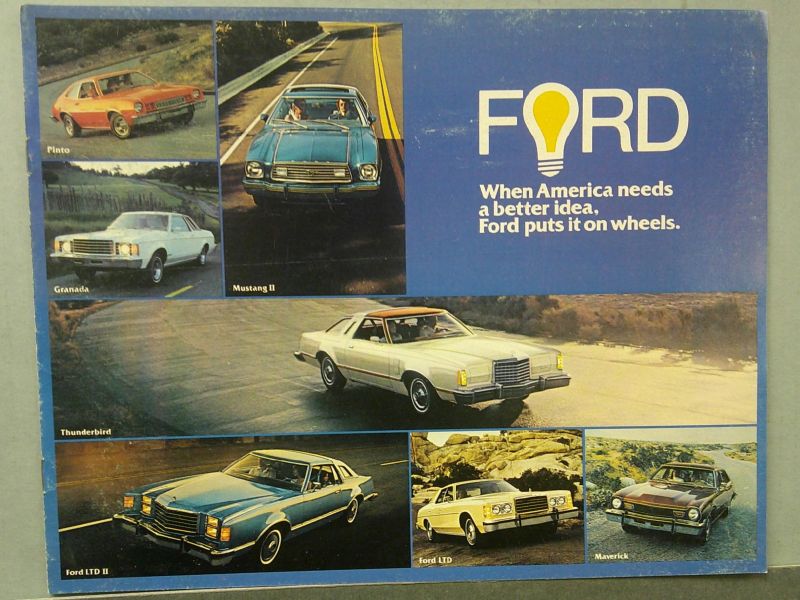 FORD
When America needs
a better idea,
Ford puts it on wheels.
Pinto
Granada
Mustang II
Thunderbird
Ford LTD II
Ford LTD
Maverick